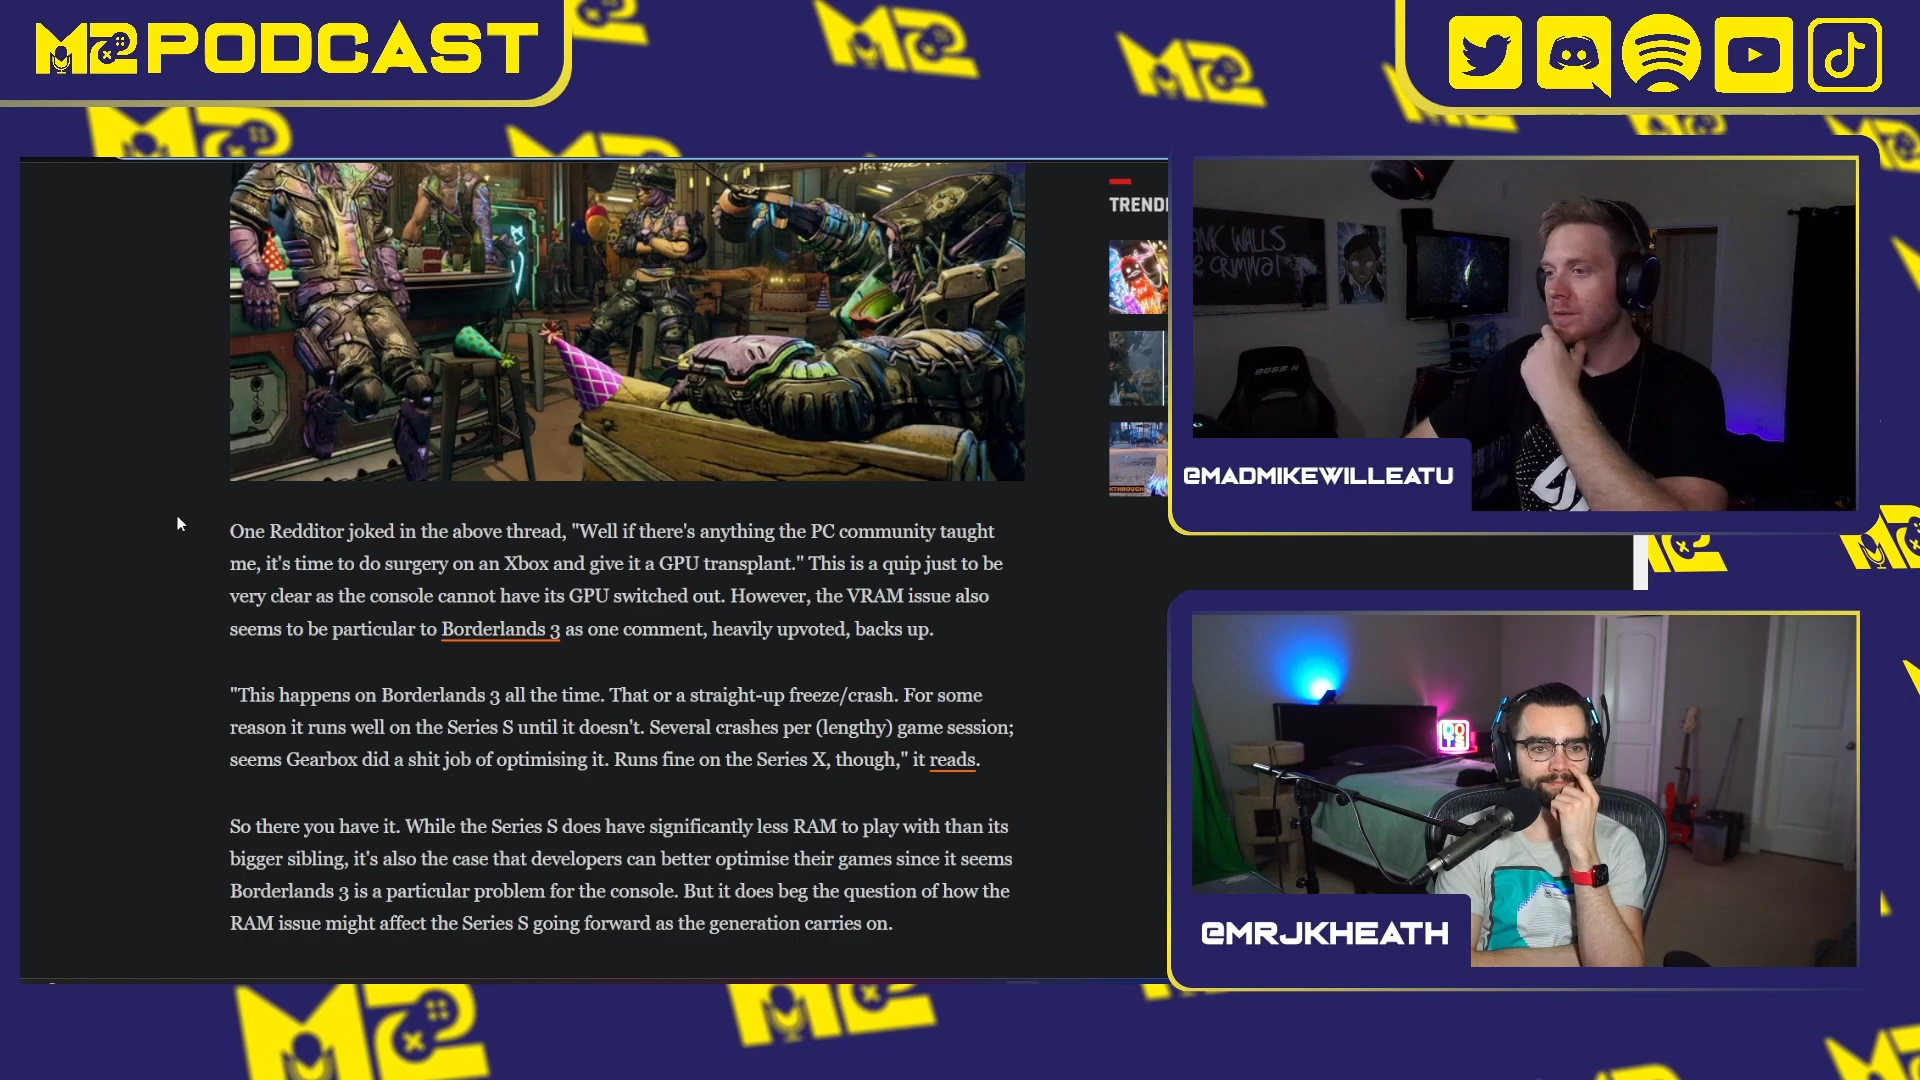 M2 PODCAST
TRENDI
NK WALLS
e CRIMINAl
@MADMIKEWILLEATU
One Redditor joked in the above thread, "Well if there's anything the PC community taught
me, it's time to do surgery on an Xbox and give it a GPU transplant." This is a quip just to be
very clear as the console cannot have its GPU switched out. However, the VRAM issue also
seems to be particular to Borderlands 3 as one comment, heavily upvoted, backs up.
"This happens on Borderlands 3 all the time. That or a straight-up freeze/crash. For some
reason it runs well on the Series S until it doesn't. Several crashes per (lengthy) game session;
seems Gearbox did a shit job of optimising it. Runs fine on the Series X, though," it reads.
So there you have it. While the Series S does have significantly less RAM to play with than its
bigger sibling, it's also the case that developers can better optimise their games since it seems
Borderlands 3 is a particular problem for the console. But it does beg the question of how the
RAM issue might affect the Series S going forward as the generation carries on.
@MRJKHEATH